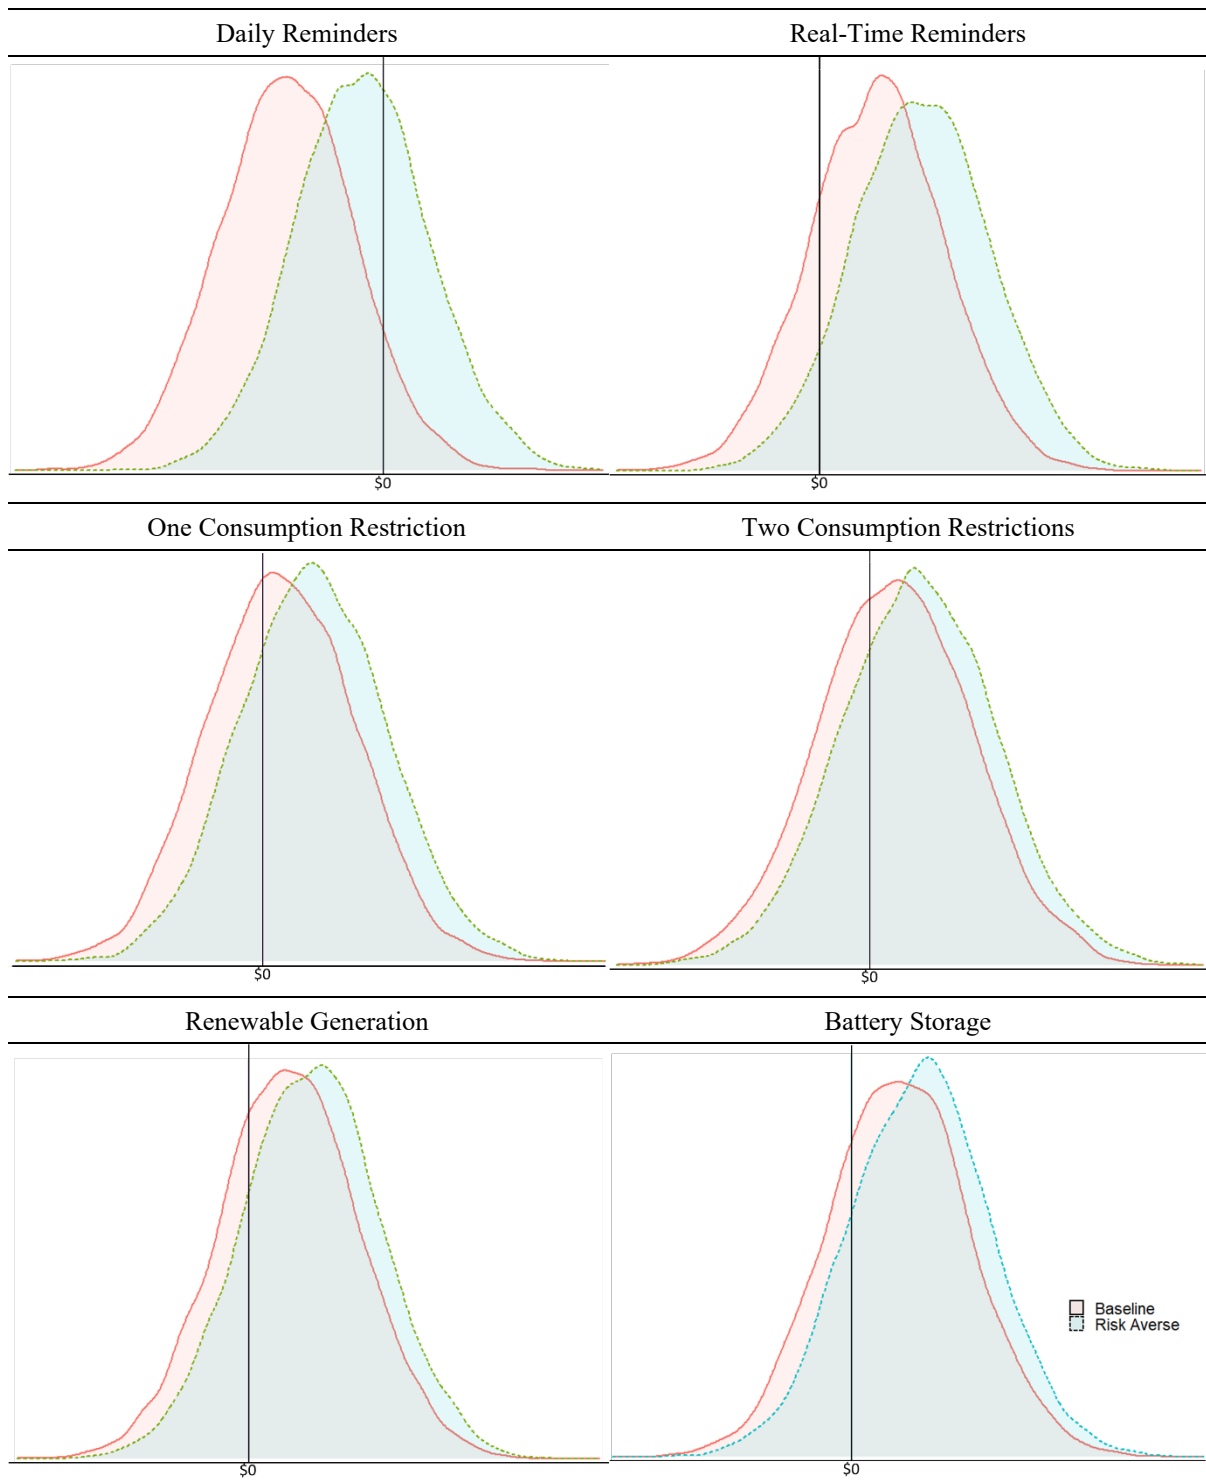 Daily Reminders
Real-Time Reminders
$0
$0
One Consumption Restriction
Two Consumption Restrictions
$0
$0
Renewable Generation
Battery Storage
Baseline
Risk Averse
$0
$0